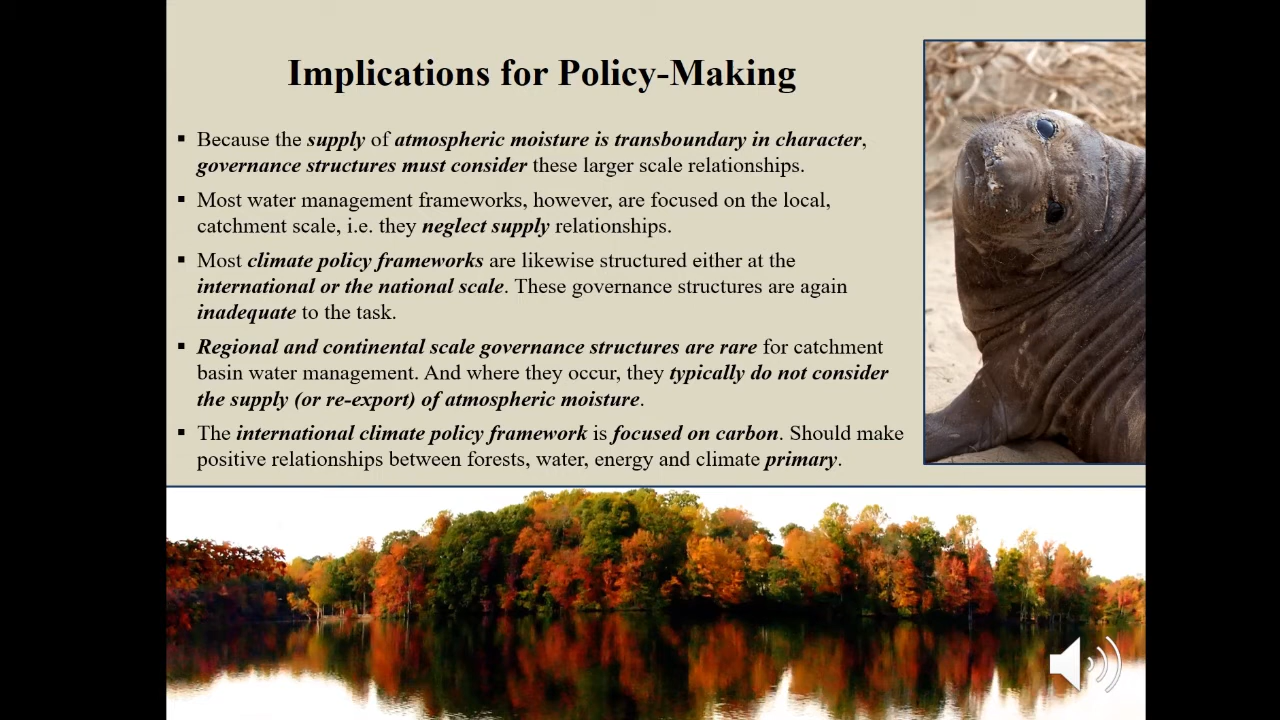 Implications for Policy-Making
▪ Because the supply of atmospheric moisture is transboundary in character,
governance structures must consider these larger scale relationships.
▪ Most water management frameworks, however, are focused on the local,
catchment scale, i.e. they neglect supply relationships.
▪ Most climate policy frameworks are likewise structured either at the
international or the national scale. These governance structures are again
inadequate to the task.
▪ Regional and continental scale governance structures are rare for catchment
basin water management. And where they occur, they typically do not consider
the supply (or re-export) of atmospheric moisture.
▪ The international climate policy framework is focused on carbon. Should make
positive relationships between forests, water, energy and climate primary.